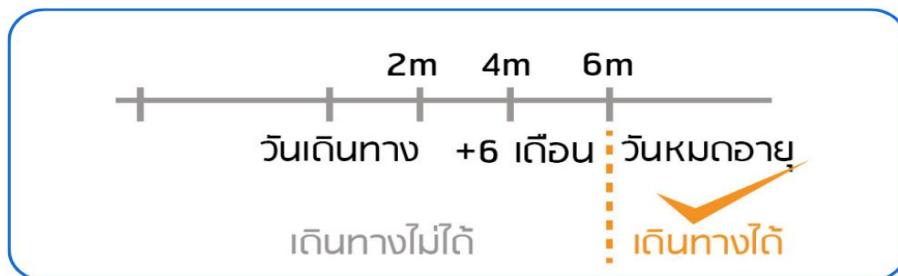 2m 4m 6m
วันเดินทาง +6 เดือน วันหมดอายุ
เดินทางไม่ได้ เดินทางได้